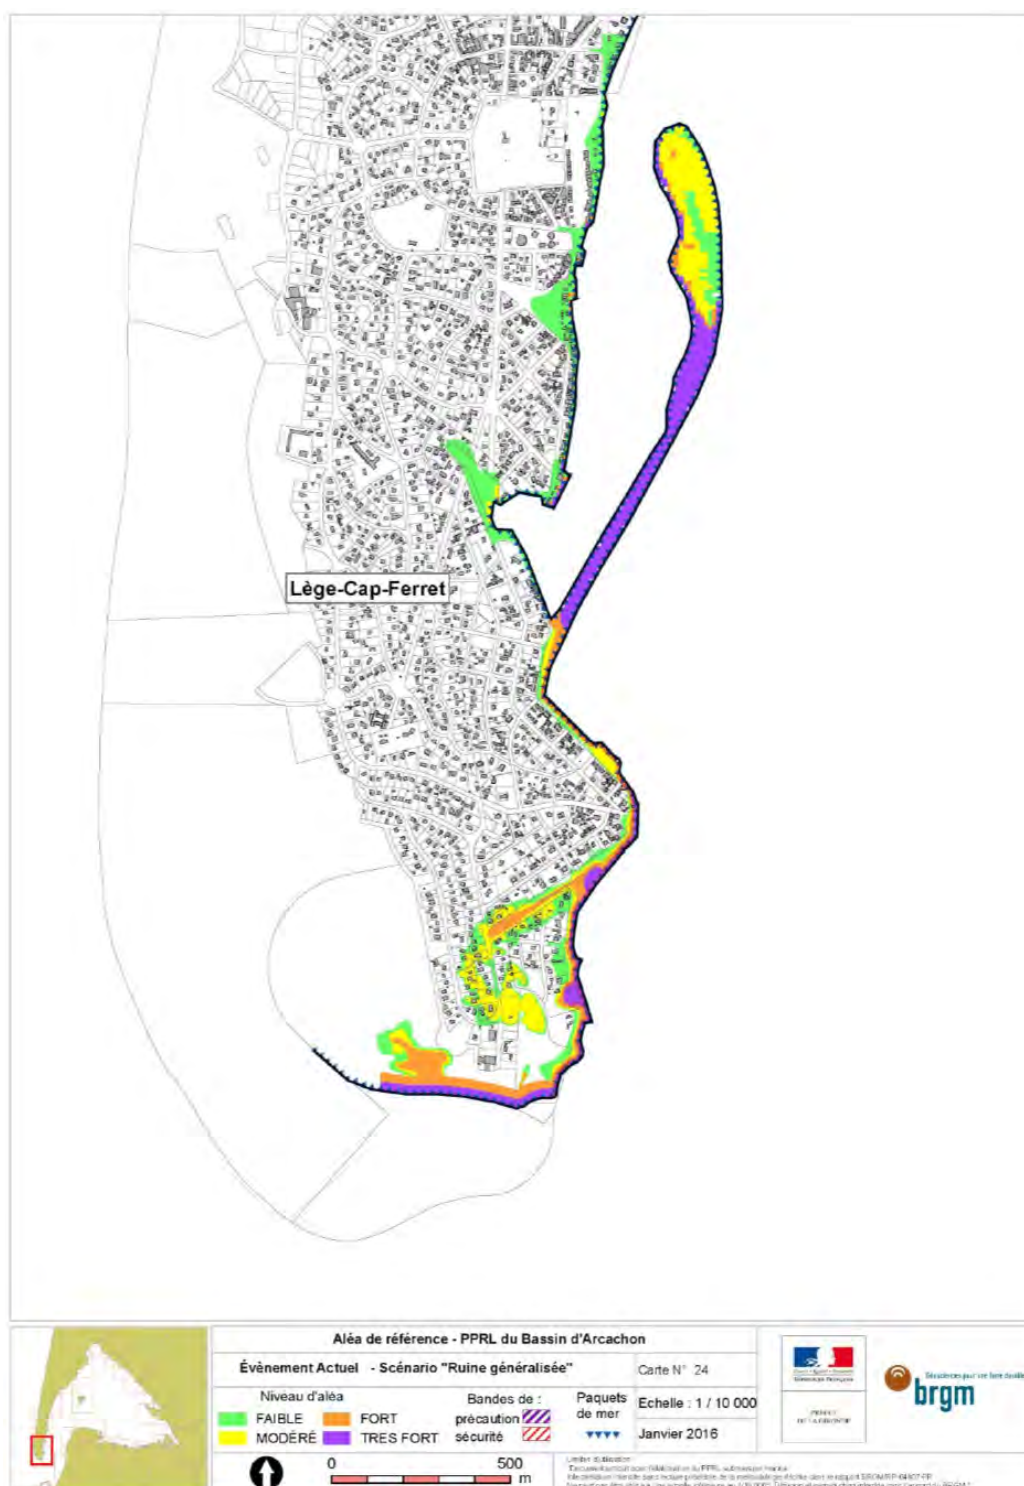 Lège-Cap-Ferret
Aléa de référence - PPRL du Bassin d'Arcachon
Évènement Actuel - Scénario "Ruine généralisée"
Carte N° 24
Niveau d'aléa
Bandes de :
Paquets de mer
FAIBLE
FORT
MODÉRÉ
TRES FORT
précaution
sécurité
Echelle : 1 / 10 000
Janvier 2016
0 500 m
brgm